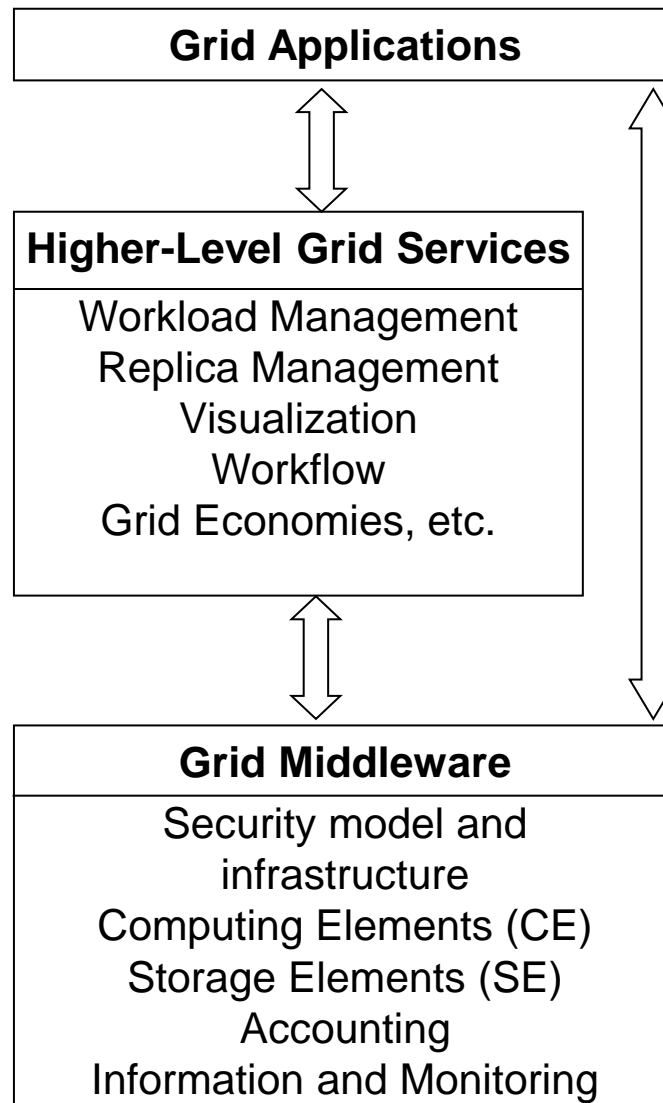 Grid Applications
Higher-Level Grid Services
Workload Management
Replica Management
Visualization
Workflow
Grid Economies, etc.
Grid Middleware
Security model and
infrastructure
Computing Elements (CE)
Storage Elements (SE)
Accounting
Information and Monitoring